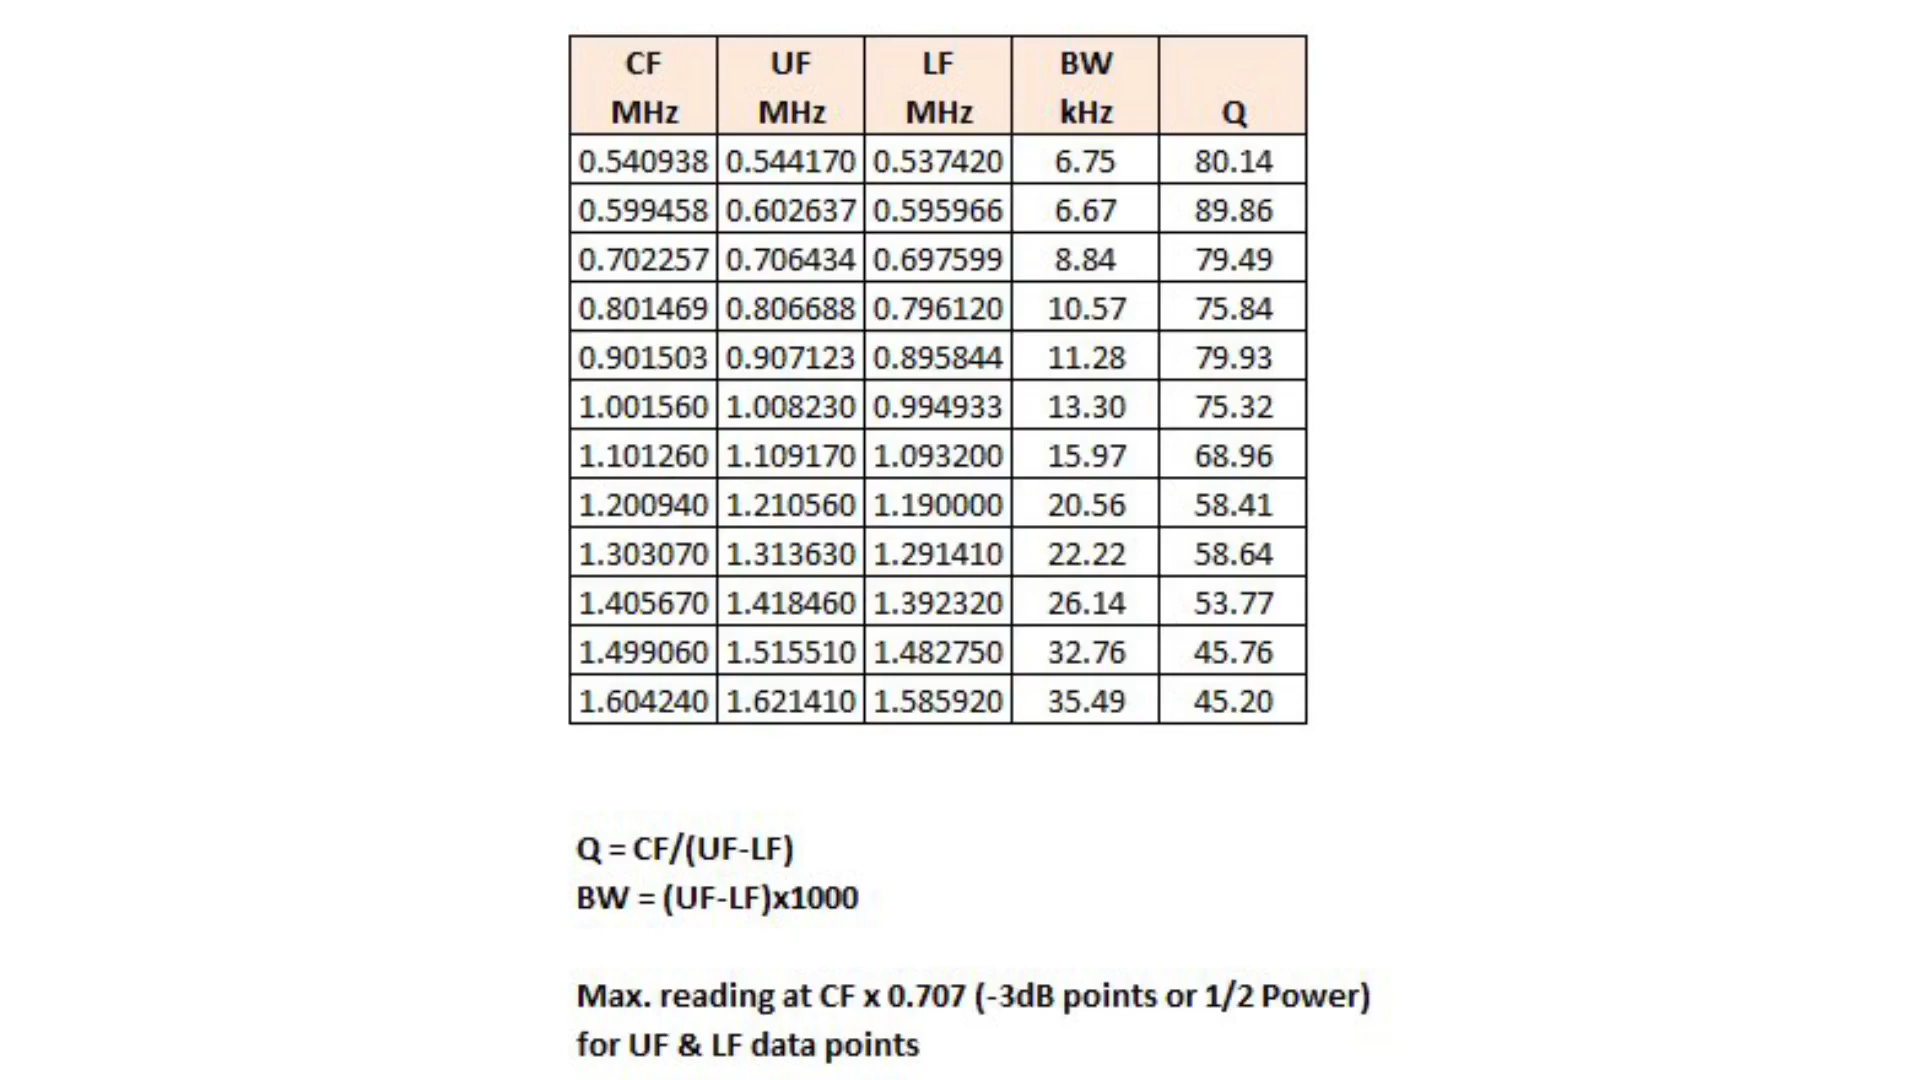 CF UF LF BW
MHz MHz MHz kHz Q
0.540938 0.544170 0.537420 6.75 80.14
0.599458 0.602637 0.595966 6.67 89.86
0.702257 0.706434 0.697599 8.84 79.49
0.801469 0.806688 0.796120 10.57 75.84
0.901503 0.907123 0.895844 11.28 79.93
1.001560 1.008230 0.994933 13.30 75.32
1.101260 1.109170 1.093200 15.97 68.96
1.200940 1.210560 1.190000 20.56 58.41
1.303070 1.313630 1.291410 22.22 58.64
1.405670 1.418460 1.392320 26.14 53.77
1.499060 1.515510 1.482750 32.76 45.76
1.604240 1.621410 1.585920 35.49 45.20
Q = CF/(UF-LF)
BW = (UF-LF)x1000
Max. reading at CF x 0.707 (-3dB points or 1/2 Power)
for UF & LF data points